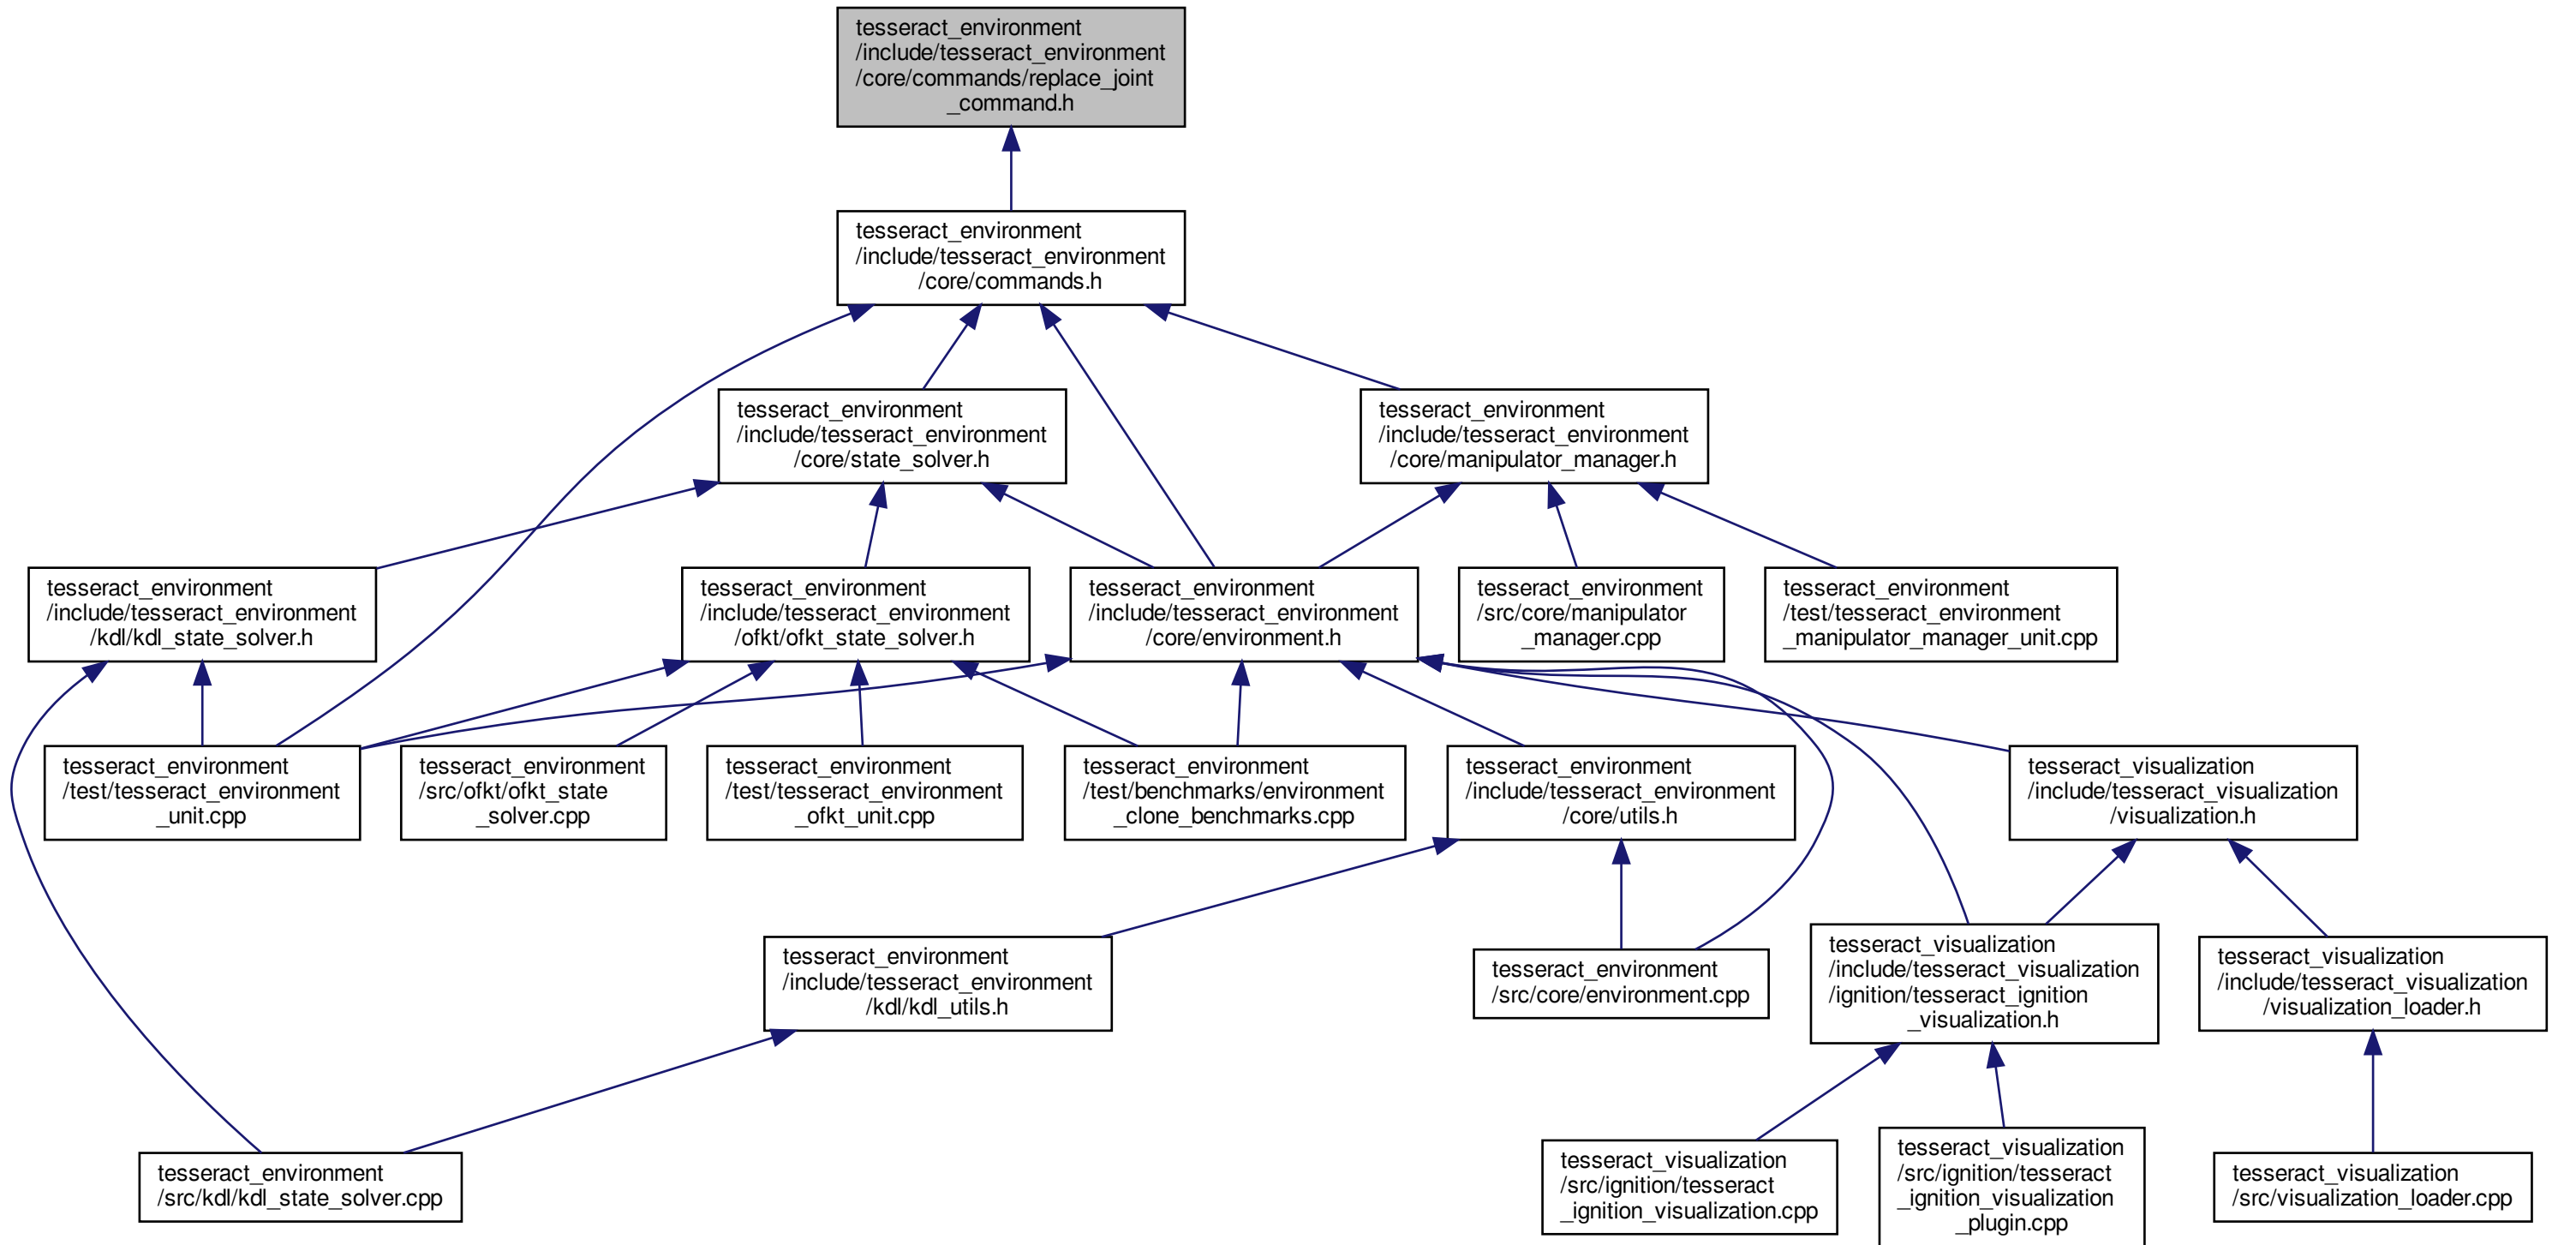 tesseract_environment
/include/tesseract_environment
/core/commands/replace_joint
_command.h
tesseract_environment
/include/tesseract_environment
/core/commands.h
tesseract_environment
/include/tesseract_environment
/core/state_solver.h
tesseract_environment
/include/tesseract_environment
/core/manipulator_manager.h
tesseract_environment
/include/tesseract_environment
/kdl/kdl_state_solver.h
tesseract_environment
/include/tesseract_environment
/ofkt/ofkt_state_solver.h
tesseract_environment
/include/tesseract_environment
/core/environment.h
tesseract_environment
/src/core/manipulator
_manager.cpp
tesseract_environment
/test/tesseract_environment
_manipulator_manager_unit.cpp
tesseract_environment
/test/tesseract_environment
_unit.cpp
tesseract_environment
/src/ofkt/ofkt_state
_solver.cpp
tesseract_environment
/test/tesseract_environment
_ofkt_unit.cpp
tesseract_environment
/test/benchmarks/environment
_clone_benchmarks.cpp
tesseract_environment
/include/tesseract_environment
/core/utils.h
tesseract_visualization
/include/tesseract_visualization
/visualization.h
tesseract_environment
/include/tesseract_environment
/kdl/kdl_utils.h
tesseract_environment
/src/core/environment.cpp
tesseract_visualization
/include/tesseract_visualization
/ignition/tesseract_ignition
_visualization.h
tesseract_visualization
/include/tesseract_visualization
/visualization_loader.h
tesseract_environment
/src/kdl/kdl_state_solver.cpp
tesseract_visualization
/src/ignition/tesseract
_ignition_visualization.cpp
tesseract_visualization
/src/ignition/tesseract
_ignition_visualization
_plugin.cpp
tesseract_visualization
/src/visualization_loader.cpp